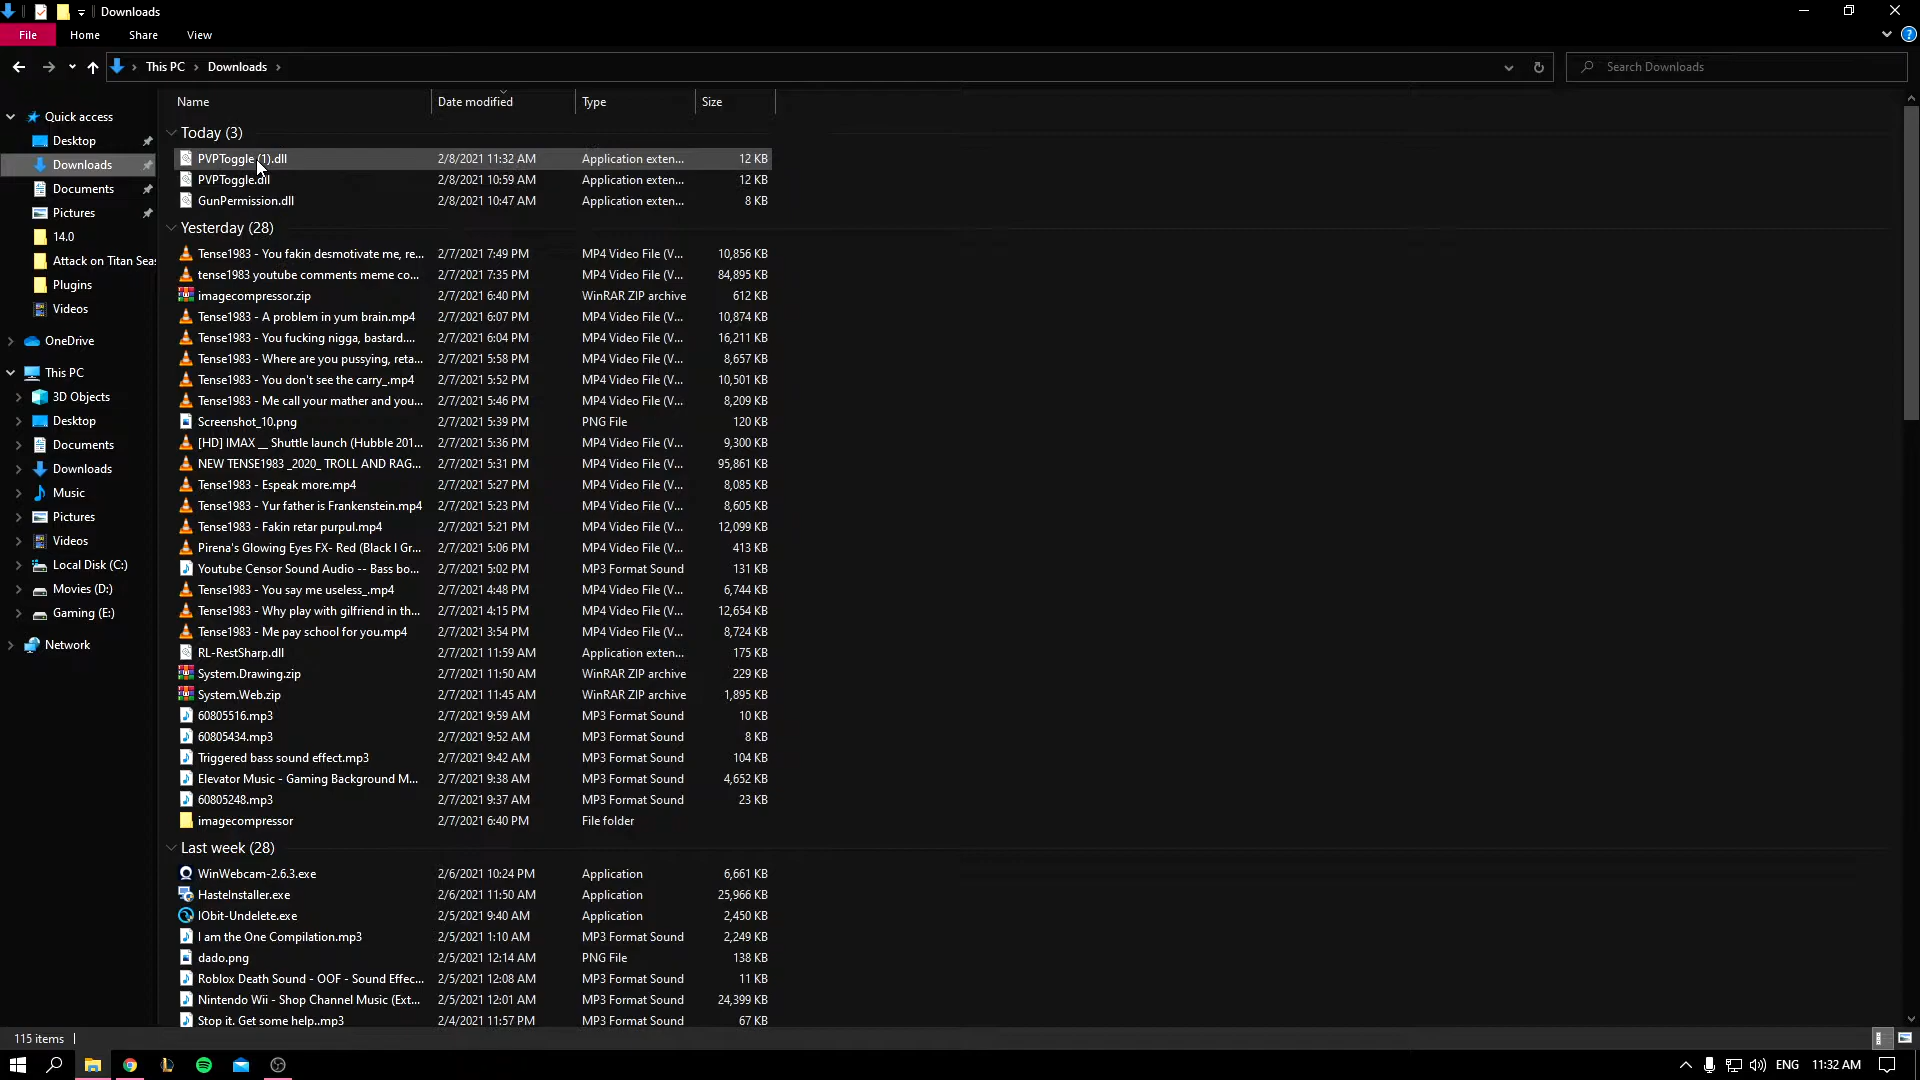 Downloads
File Home Share View
This PC > Downloads > Search Downloads
Name Date modified Type Size
Quick access
Desktop
Downloads
Documents
Pictures
14.0
Attack on Titan Seas
Plugins
Videos
OneDrive
This PC
3D Objects
Desktop
Documents
Downloads
Music
Pictures
Videos
Local Disk (C:)
Movies (D:)
Gaming (E:)
Network
Today (3)
PVPToggle (1).dll 2/8/2021 11:32 AM Application exten... 12 KB
PVPToggle.dll 2/8/2021 10:59 AM Application exten... 12 KB
GunPermission.dll 2/8/2021 10:47 AM Application exten... 8 KB
Yesterday (28)
Tense1983 - You fakin desmotivate me, re... 2/7/2021 7:49 PM MP4 Video File (V... 10,856 KB
tense1983 youtube comments meme co... 2/7/2021 7:35 PM MP4 Video File (V... 84,895 KB
imagecompressor.zip 2/7/2021 6:40 PM WinRAR ZIP archive 612 KB
Tense1983 - A problem in yum brain.mp4 2/7/2021 6:07 PM MP4 Video File (V... 10,874 KB
Tense1983 - You fucking nigga, bastard.... 2/7/2021 6:04 PM MP4 Video File (V... 16,211 KB
Tense1983 - Where are you pussying, reta... 2/7/2021 5:58 PM MP4 Video File (V... 8,657 KB
Tense1983 - You don't see the carry_.mp4 2/7/2021 5:52 PM MP4 Video File (V... 10,501 KB
Tense1983 - Me call your mather and you... 2/7/2021 5:46 PM MP4 Video File (V... 8,209 KB
Screenshot_10.png 2/7/2021 5:39 PM PNG File 120 KB
[HD] IMAX __ Shuttle launch (Hubble 201... 2/7/2021 5:36 PM MP4 Video File (V... 9,300 KB
NEW TENSE1983 _2020_ TROLL AND RAG... 2/7/2021 5:31 PM MP4 Video File (V... 95,861 KB
Tense1983 - Espeak more.mp4 2/7/2021 5:27 PM MP4 Video File (V... 8,085 KB
Tense1983 - Yur father is Frankenstein.mp4 2/7/2021 5:23 PM MP4 Video File (V... 8,605 KB
Tense1983 - Fakin retar purpul.mp4 2/7/2021 5:21 PM MP4 Video File (V... 12,099 KB
Pirena's Glowing Eyes FX- Red (Black l Gr... 2/7/2021 5:06 PM MP4 Video File (V... 413 KB
Youtube Censor Sound Audio -- Bass bo... 2/7/2021 5:02 PM MP3 Format Sound 131 KB
Tense1983 - You say me useless_.mp4 2/7/2021 4:48 PM MP4 Video File (V... 6,744 KB
Tense1983 - Why play with gilfriend in th... 2/7/2021 4:15 PM MP4 Video File (V... 12,654 KB
Tense1983 - Me pay school for you.mp4 2/7/2021 3:54 PM MP4 Video File (V... 8,724 KB
RL-RestSharp.dll 2/7/2021 11:59 AM Application exten... 175 KB
System.Drawing.zip 2/7/2021 11:50 AM WinRAR ZIP archive 229 KB
System.Web.zip 2/7/2021 11:45 AM WinRAR ZIP archive 1,895 KB
60805516.mp3 2/7/2021 9:59 AM MP3 Format Sound 10 KB
60805434.mp3 2/7/2021 9:52 AM MP3 Format Sound 8 KB
Triggered bass sound effect.mp3 2/7/2021 9:42 AM MP3 Format Sound 104 KB
Elevator Music - Gaming Background M... 2/7/2021 9:38 AM MP3 Format Sound 4,652 KB
60805248.mp3 2/7/2021 9:37 AM MP3 Format Sound 23 KB
imagecompressor 2/7/2021 6:40 PM File folder
Last week (28)
WinWebcam-2.6.3.exe 2/6/2021 10:24 PM Application 6,661 KB
HasteInstaller.exe 2/6/2021 11:50 AM Application 25,966 KB
IObit-Undelete.exe 2/5/2021 9:40 AM Application 2,450 KB
I am the One Compilation.mp3 2/5/2021 1:10 AM MP3 Format Sound 2,249 KB
dado.png 2/5/2021 12:14 AM PNG File 138 KB
Roblox Death Sound - OOF - Sound Effec... 2/5/2021 12:08 AM MP3 Format Sound 11 KB
Nintendo Wii - Shop Channel Music (Ext... 2/5/2021 12:01 AM MP3 Format Sound 24,399 KB
Stop it. Get some help..mp3 2/4/2021 11:57 PM MP3 Format Sound 67 KB
115 items
ENG 11:32 AM